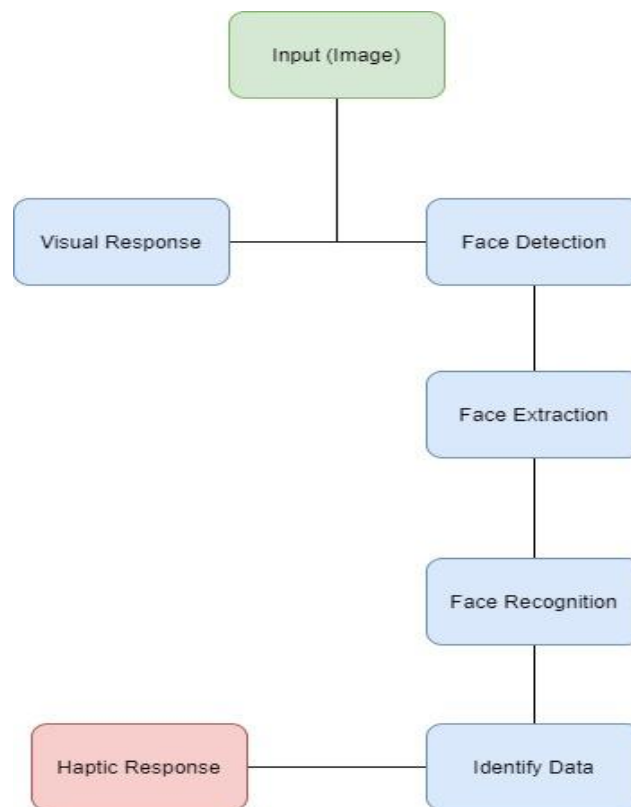 Input (Image)
Visual Response
Face Detection
Face Extraction
Face Recognition
Haptic Response
Identify Data